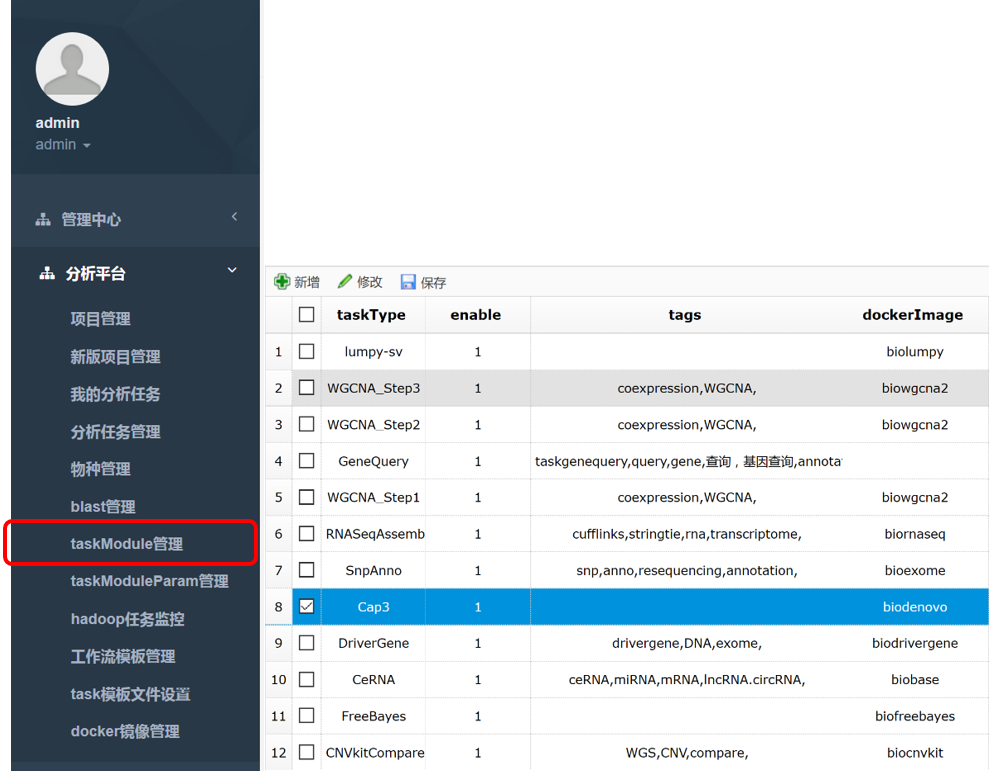 admin
admin
管理中心
分析平台
项目管理
新版项目管理
我的分析任务
分析任务管理
物种管理
blast管理
taskModule管理
taskModuleParam管理
hadoop任务监控
工作流模板管理
task模板文件设置
docker镜像管理
新增 修改 保存
taskType enable tags dockerImage
1 lumpy-sv 1 biolumpy
2 WGCNA_Step3 1 coexpression,WGCNA, biowgcna2
3 WGCNA_Step2 1 coexpression,WGCNA, biowgcna2
4 GeneQuery 1 taskgenequery,query,gene,查询，基因查询,annota
5 WGCNA_Step1 1 coexpression,WGCNA, biowgcna2
6 RNASeqAssemb 1 cufflinks,stringtie,rna,transcriptome, biornaseq
7 SnpAnno 1 snp,anno,resequencing,annotation, bioexome
8 Cap3 1 biodenovo
9 DriverGene 1 drivergene,DNA,exome, biodrivergene
10 CeRNA 1 ceRNA,miRNA,mRNA,lncRNA.circRNA, biobase
11 FreeBayes 1 biofreebayes
12 CNVkitCompare 1 WGS,CNV,compare, biocnvkit